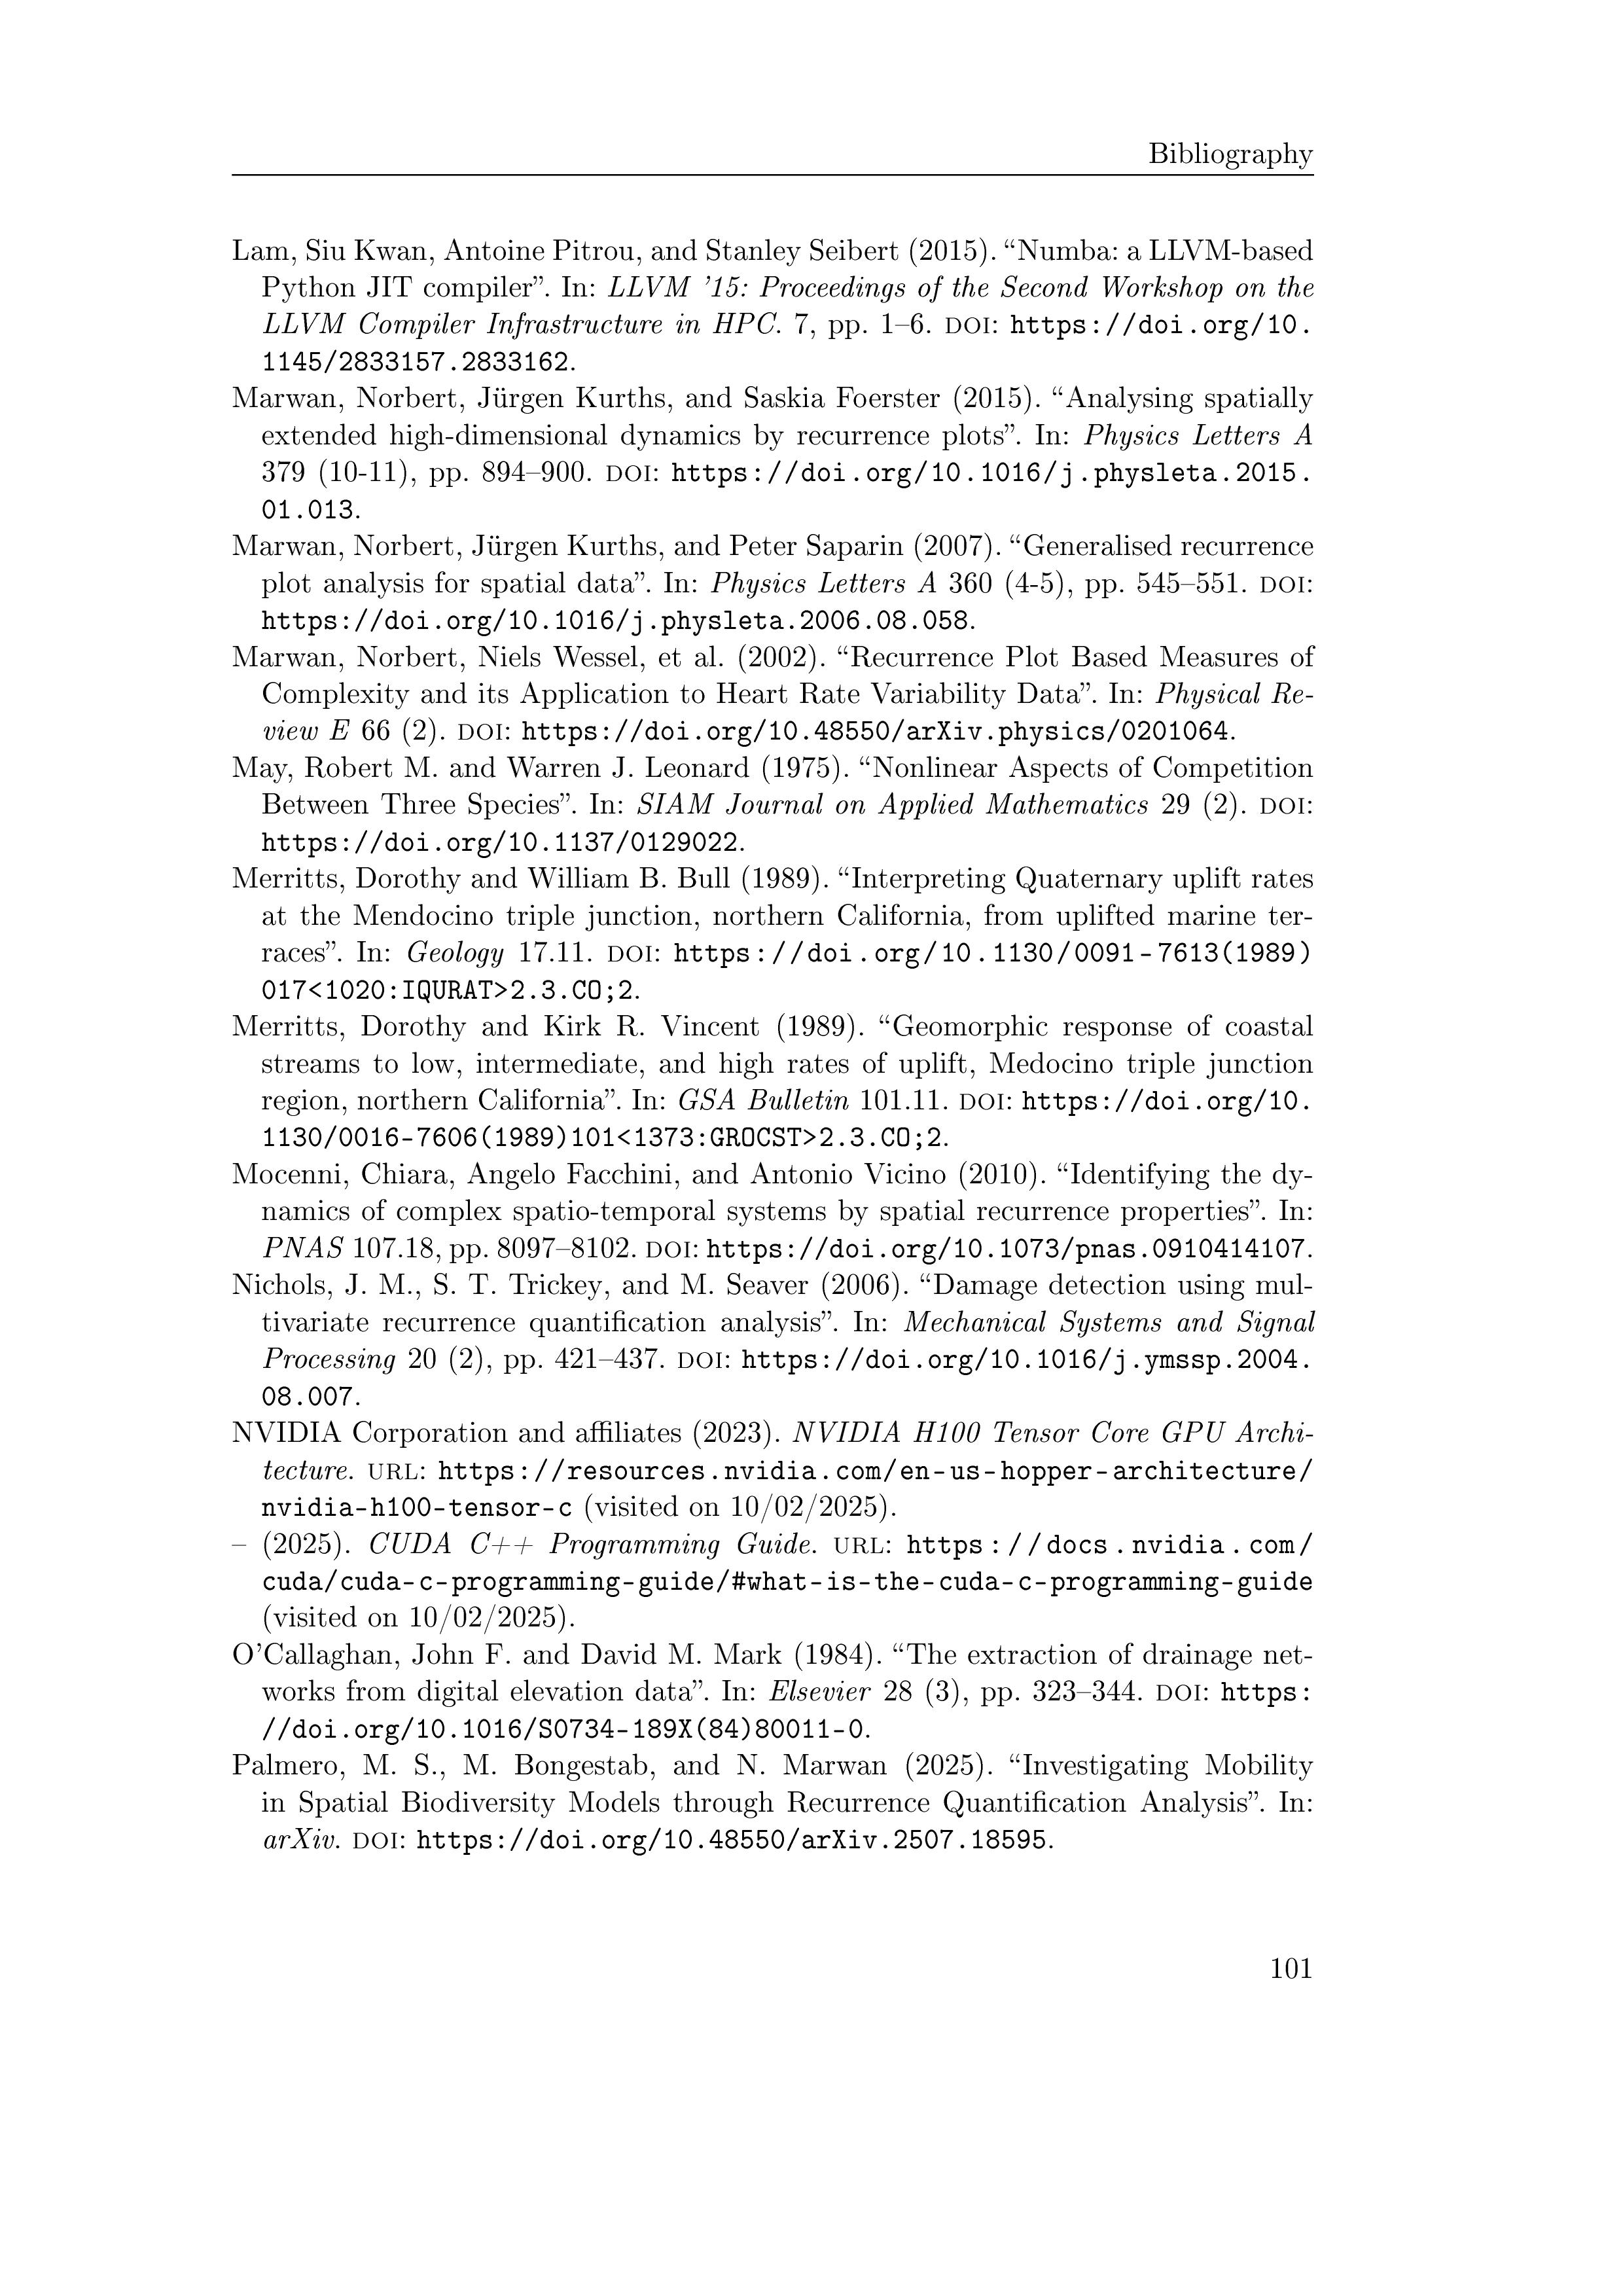 Bibliography
Lam, Siu Kwan, Antoine Pitrou, and Stanley Seibert (2015). “Numba: a LLVM-based
Python JIT compiler”. In: LLVM ’15: Proceedings of the Second Workshop on the
LLVM Compiler Infrastructure in HPC. 7, pp. 1–6. DOI: https://doi.org/10.
1145/2833157.2833162.
Marwan, Norbert, Jürgen Kurths, and Saskia Foerster (2015). “Analysing spatially
extended high-dimensional dynamics by recurrence plots”. In: Physics Letters A
379 (10-11), pp. 894–900. DOI: https://doi.org/10.1016/j.physleta.2015.
01.013.
Marwan, Norbert, Jürgen Kurths, and Peter Saparin (2007). “Generalised recurrence
plot analysis for spatial data”. In: Physics Letters A 360 (4-5), pp. 545–551. DOI:
https://doi.org/10.1016/j.physleta.2006.08.058.
Marwan, Norbert, Niels Wessel, et al. (2002). “Recurrence Plot Based Measures of
Complexity and its Application to Heart Rate Variability Data”. In: Physical Re-
view E 66 (2). DOI: https://doi.org/10.48550/arXiv.physics/0201064.
May, Robert M. and Warren J. Leonard (1975). “Nonlinear Aspects of Competition
Between Three Species”. In: SIAM Journal on Applied Mathematics 29 (2). DOI:
https://doi.org/10.1137/0129022.
Merritts, Dorothy and William B. Bull (1989). “Interpreting Quaternary uplift rates
at the Mendocino triple junction, northern California, from uplifted marine ter-
races”. In: Geology 17.11. DOI: https://doi.org/10.1130/0091-7613(1989)
017<1020:IQURAT>2.3.CO;2.
Merritts, Dorothy and Kirk R. Vincent (1989). “Geomorphic response of coastal
streams to low, intermediate, and high rates of uplift, Medocino triple junction
region, northern California”. In: GSA Bulletin 101.11. DOI: https://doi.org/10.
1130/0016-7606(1989)101<1373:GROCST>2.3.CO;2.
Mocenni, Chiara, Angelo Facchini, and Antonio Vicino (2010). “Identifying the dy-
namics of complex spatio-temporal systems by spatial recurrence properties”. In:
PNAS 107.18, pp. 8097–8102. DOI: https://doi.org/10.1073/pnas.0910414107.
Nichols, J. M., S. T. Trickey, and M. Seaver (2006). “Damage detection using mul-
tivariate recurrence quantification analysis”. In: Mechanical Systems and Signal
Processing 20 (2), pp. 421–437. DOI: https://doi.org/10.1016/j.ymssp.2004.
08.007.
NVIDIA Corporation and affiliates (2023). NVIDIA H100 Tensor Core GPU Archi-
tecture. URL: https://resources.nvidia.com/en-us-hopper-architecture/
nvidia-h100-tensor-c (visited on 10/02/2025).
– (2025). CUDA C++ Programming Guide. URL: https://docs.nvidia.com/
cuda/cuda-c-programming-guide/#what-is-the-cuda-c-programming-guide
(visited on 10/02/2025).
O’Callaghan, John F. and David M. Mark (1984). “The extraction of drainage net-
works from digital elevation data”. In: Elsevier 28 (3), pp. 323–344. DOI: https:
//doi.org/10.1016/S0734-189X(84)80011-0.
Palmero, M. S., M. Bongestab, and N. Marwan (2025). “Investigating Mobility
in Spatial Biodiversity Models through Recurrence Quantification Analysis”. In:
arXiv. DOI: https://doi.org/10.48550/arXiv.2507.18595.
101